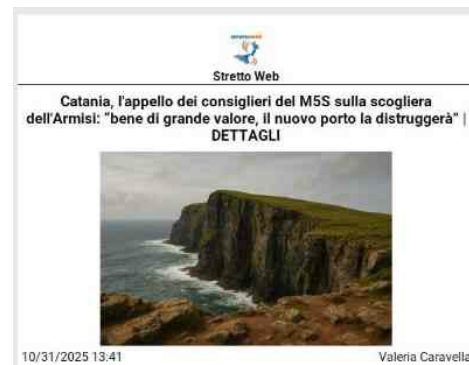 Stretto Web
Catania, l'appello dei consiglieri del M5S sulla scogliera
dell'Armisi: “bene di grande valore, il nuovo porto la distruggerà” |
DETTAGLI
10/31/2025 13:41
Valeria Caravella